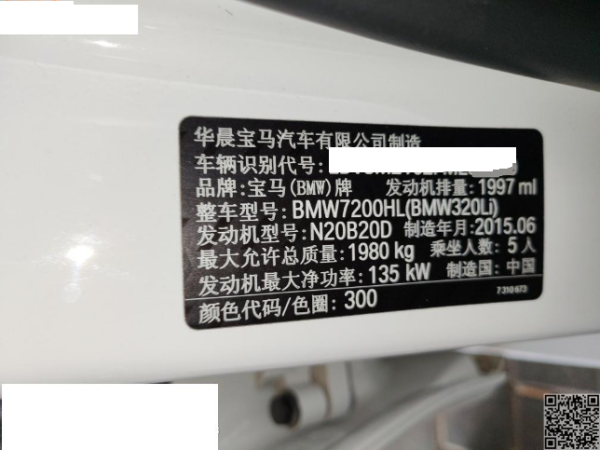 华晨宝马汽车有限公司制造
车辆识别代号:
品牌:宝马(BMW)牌 发动机排量:1997 ml
整车型号:BMW7200HL(BMW320Li)
发动机型号:N20B20D 制造年月:2015.06
最大允许总质量:1980 kg 乘坐人数:5人
发动机最大净功率:135 kW 制造国:中国
颜色代码/色圈:300 7310673